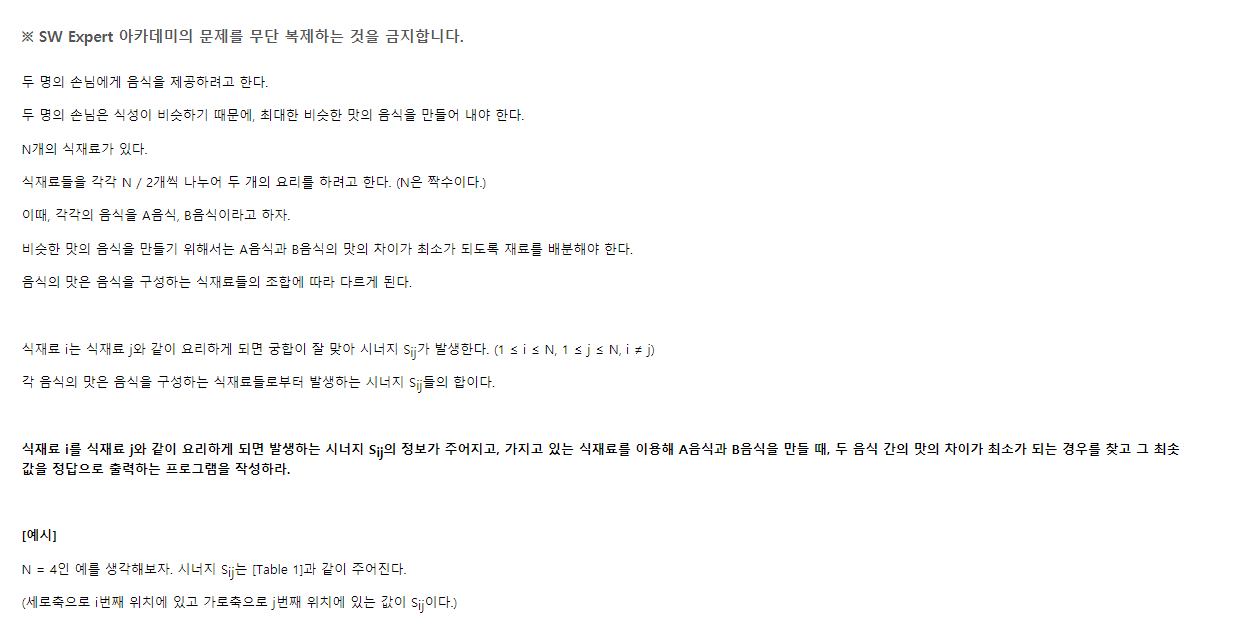 ※ SW Expert 아카데미의 문제를 무단 복제하는 것을 금지합니다.
두 명의 손님에게 음식을 제공하려고 한다.
두 명의 손님은 식성이 비슷하기 때문에, 최대한 비슷한 맛의 음식을 만들어 내야 한다.
N개의 식재료가 있다.
식재료들을 각각 N / 2개씩 나누어 두 개의 요리를 하려고 한다. (N은 짝수이다.)
이때, 각각의 음식을 A음식, B음식이라고 하자.
비슷한 맛의 음식을 만들기 위해서는 A음식과 B음식의 맛의 차이가 최소가 되도록 재료를 배분해야 한다.
음식의 맛은 음식을 구성하는 식재료들의 조합에 따라 다르게 된다.
식재료 i는 식재료 j와 같이 요리하게 되면 궁합이 잘 맞아 시너지 Sij가 발생한다. (1 ≤ i ≤ N, 1 ≤ j ≤ N, i ≠ j)
각 음식의 맛은 음식을 구성하는 식재료들로부터 발생하는 시너지 Sij들의 합이다.
식재료 i를 식재료 j와 같이 요리하게 되면 발생하는 시너지 Sij의 정보가 주어지고, 가지고 있는 식재료를 이용해 A음식과 B음식을 만들 때, 두 음식 간의 맛의 차이가 최소가 되는 경우를 찾고 그 최솟
값을 정답으로 출력하는 프로그램을 작성하라.
[예시]
N = 4인 예를 생각해보자. 시너지 Sij는 [Table 1]과 같이 주어진다.
(세로축으로 i번째 위치에 있고 가로축으로 j번째 위치에 있는 값이 Sij이다.)